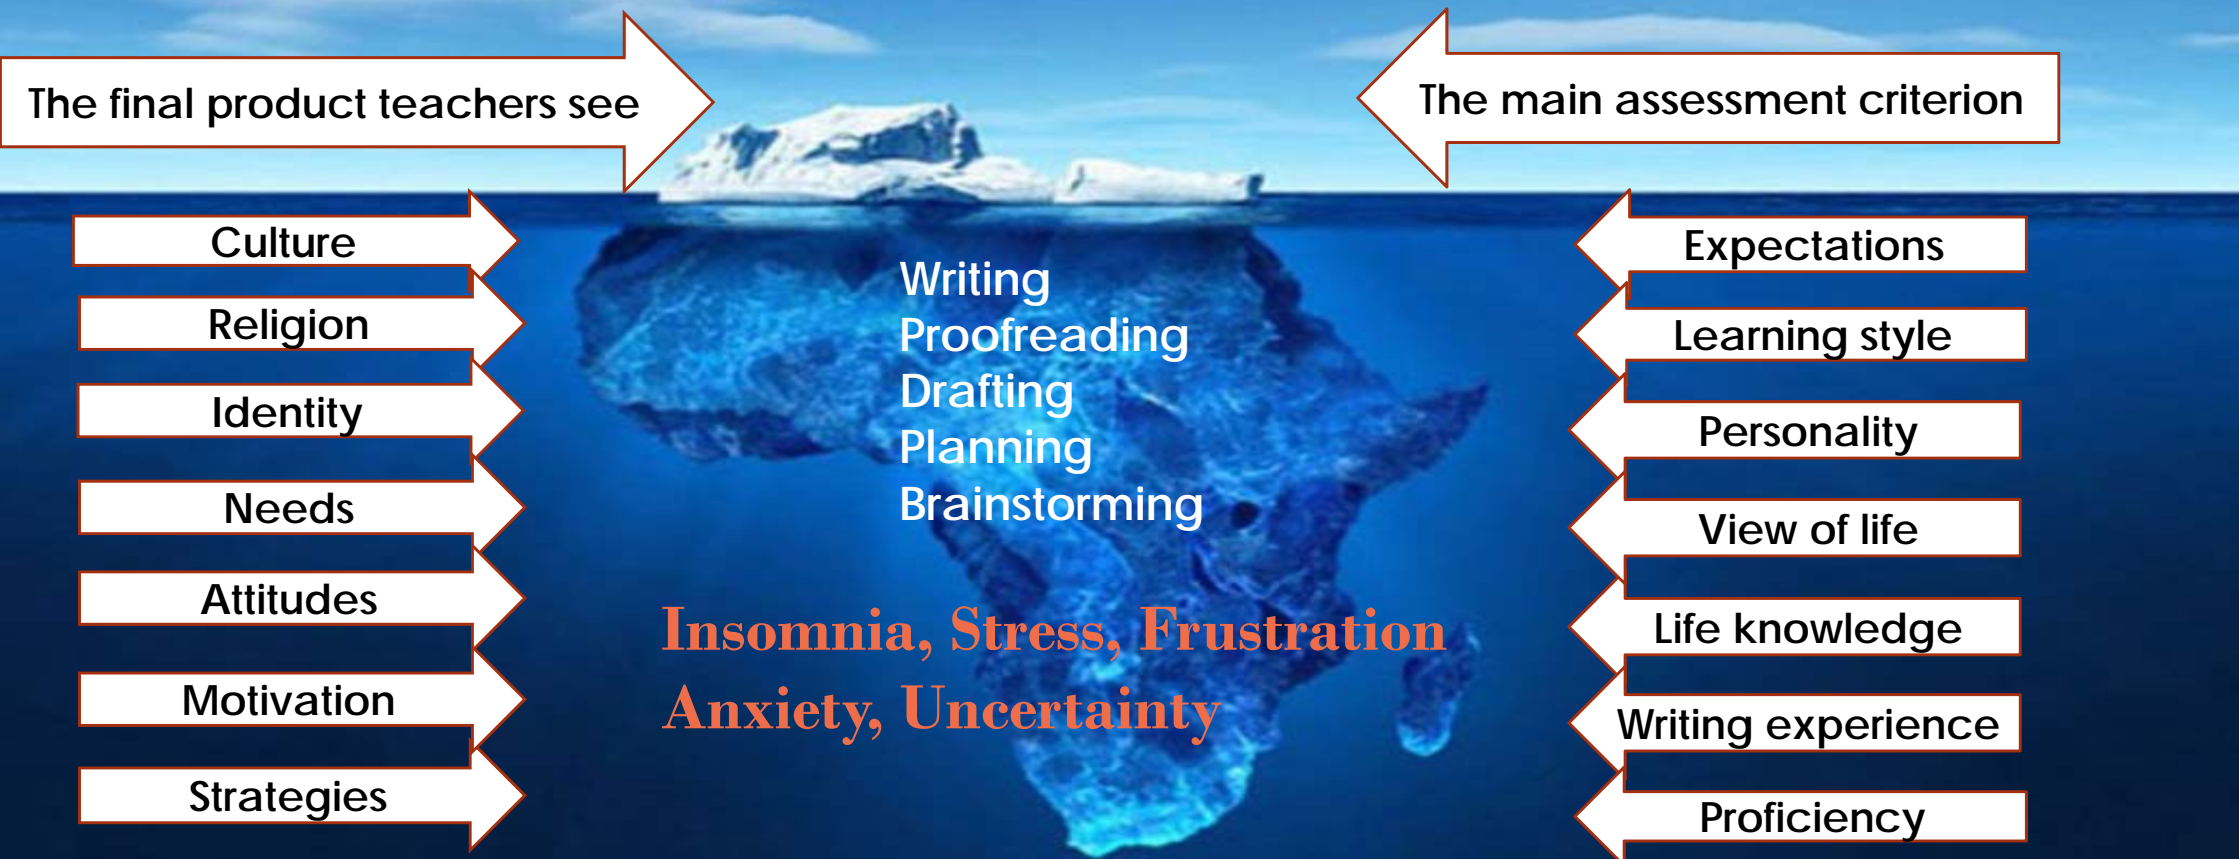 The final product teachers see
The main assessment criterion
Culture
Religion
Identity
Needs
Attitudes
Motivation
Strategies
Writing
Proofreading
Drafting
Planning
Brainstorming
Insomnia, Stress, Frustration
Anxiety, Uncertainty
Expectations
Learning style
Personality
View of life
Life knowledge
Writing experience
Proficiency